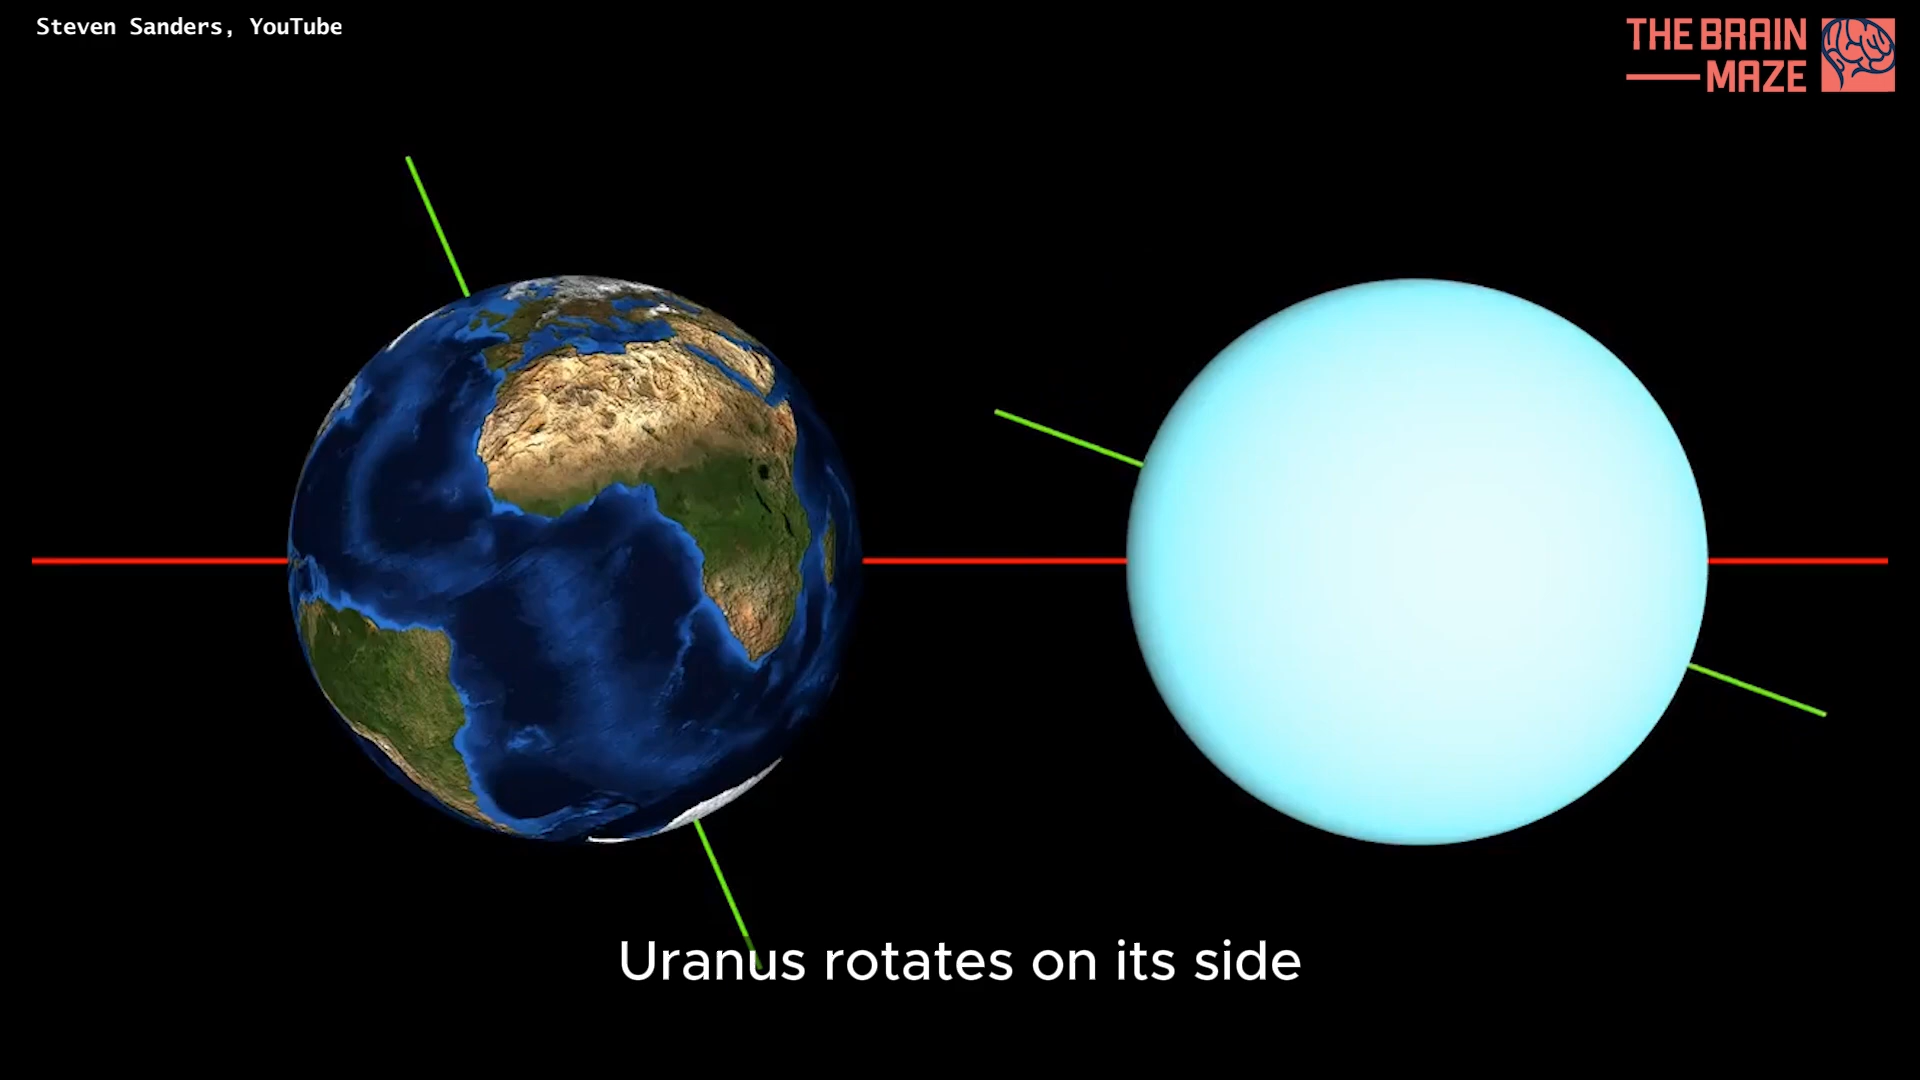 Steven Sanders, YouTube
THE BRAIN
MAZE
Uranus rotates on its side